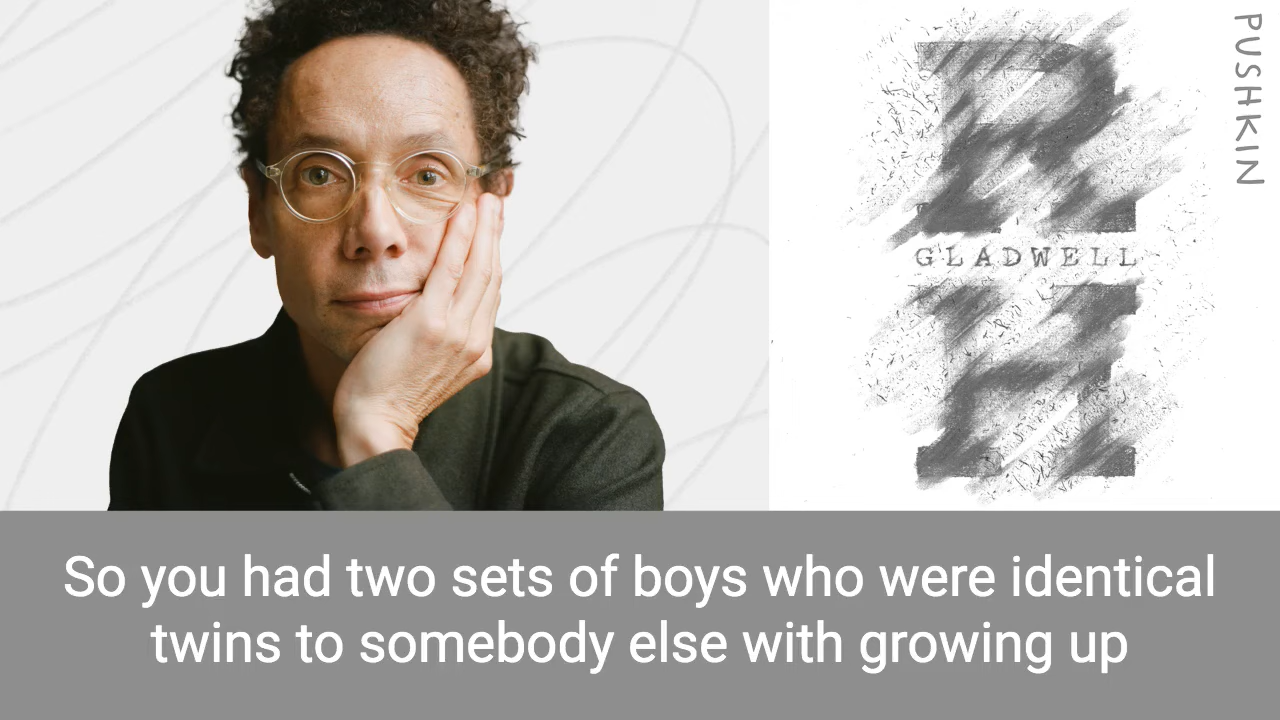 PUSHKIN
R
GLADWELL
H
So you had two sets of boys who were identical
twins to somebody else with growing up